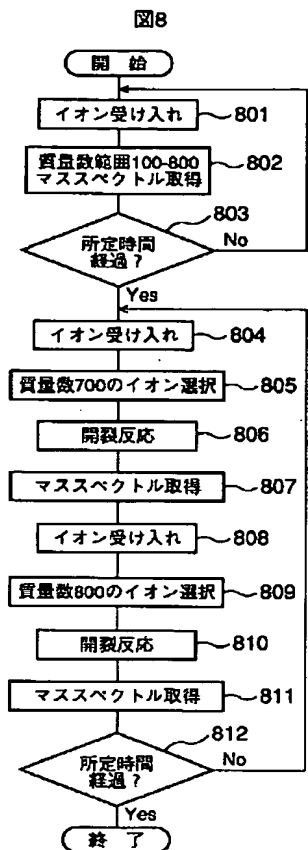 図8
開 始
イオン受け入れ
801
質量数範囲100-800
マススペクトル取得
802
803
所定時間
経過?
No
Yes
イオン受け入れ
804
質量数700のイオン選択
805
開裂反応
806
マススペクトル取得
807
イオン受け入れ
808
質量数800のイオン選択
809
開裂反応
810
マススペクトル取得
811
812
所定時間
経過?
No
Yes
終 了